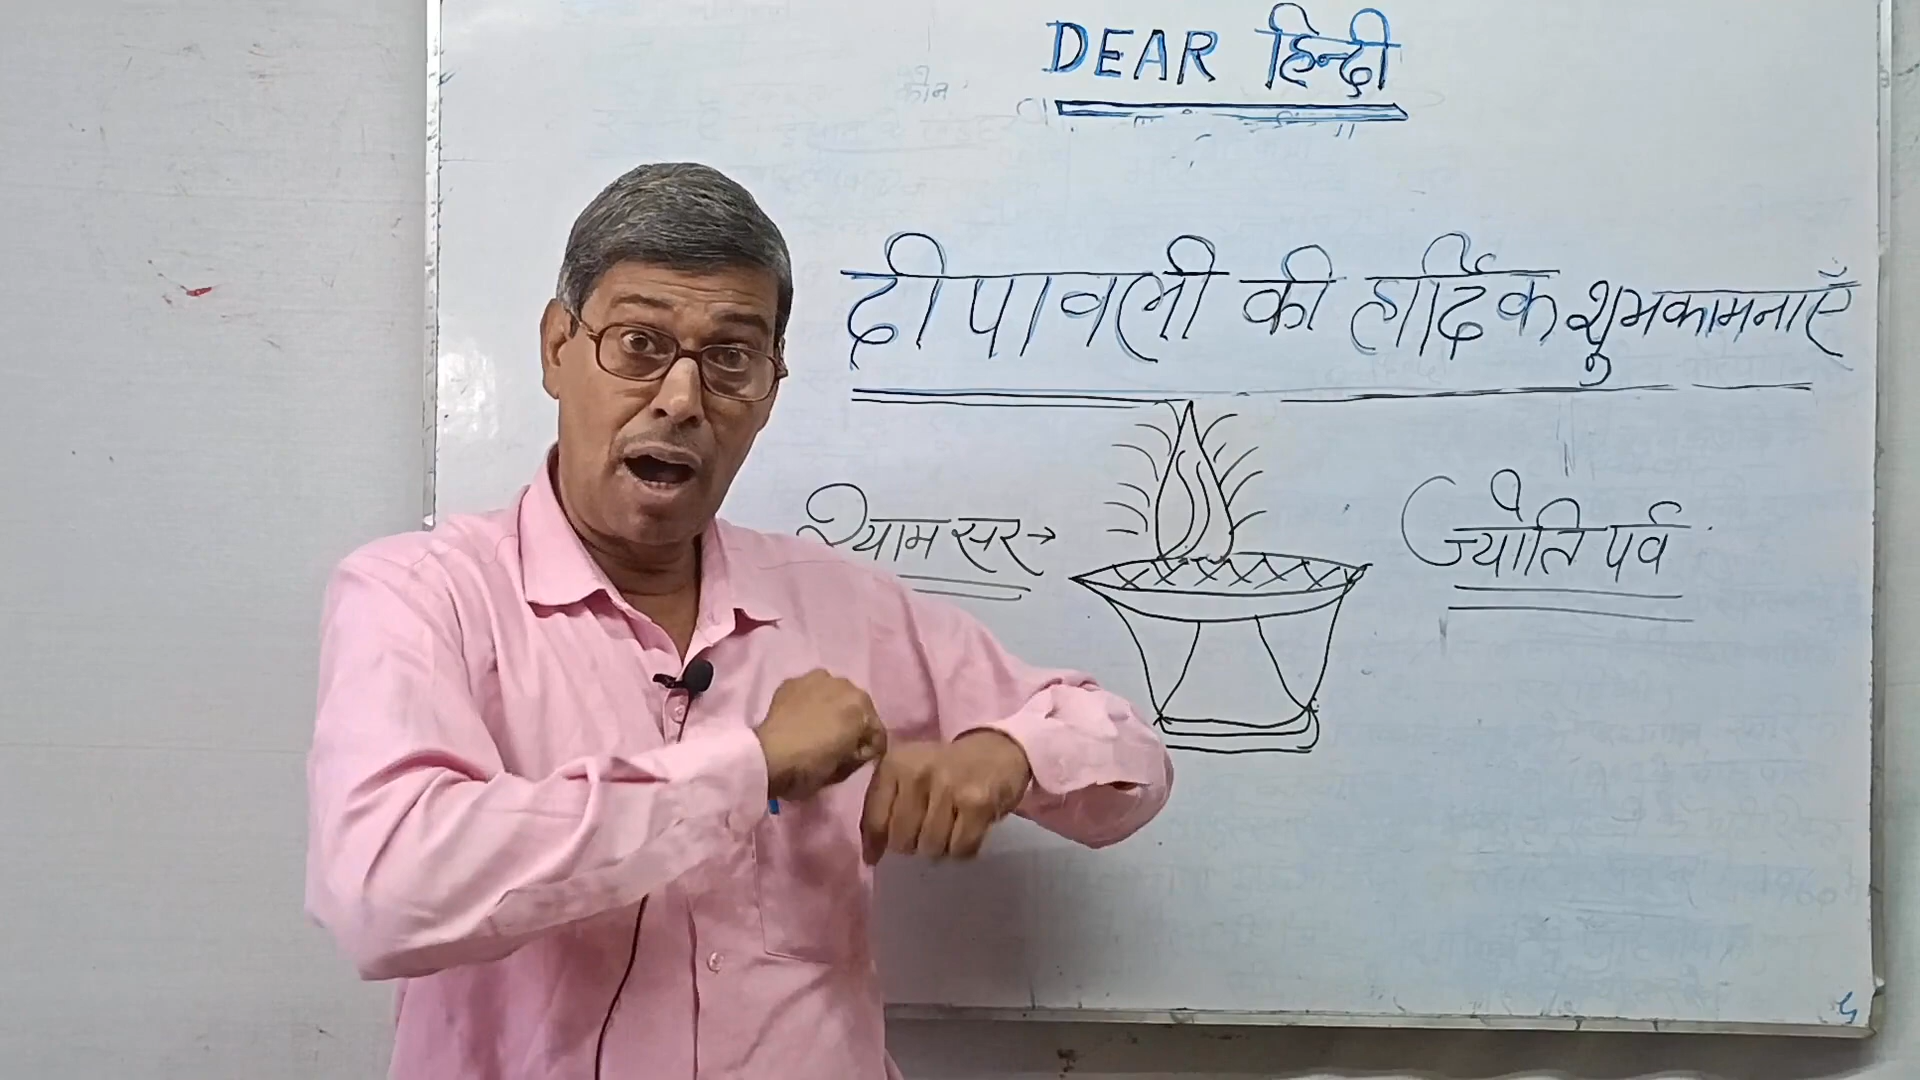 DEAR हिन्दी
दीपावली की हार्दिक शुभकामनाएँ
श्याम सर→
ज्योति पर्व